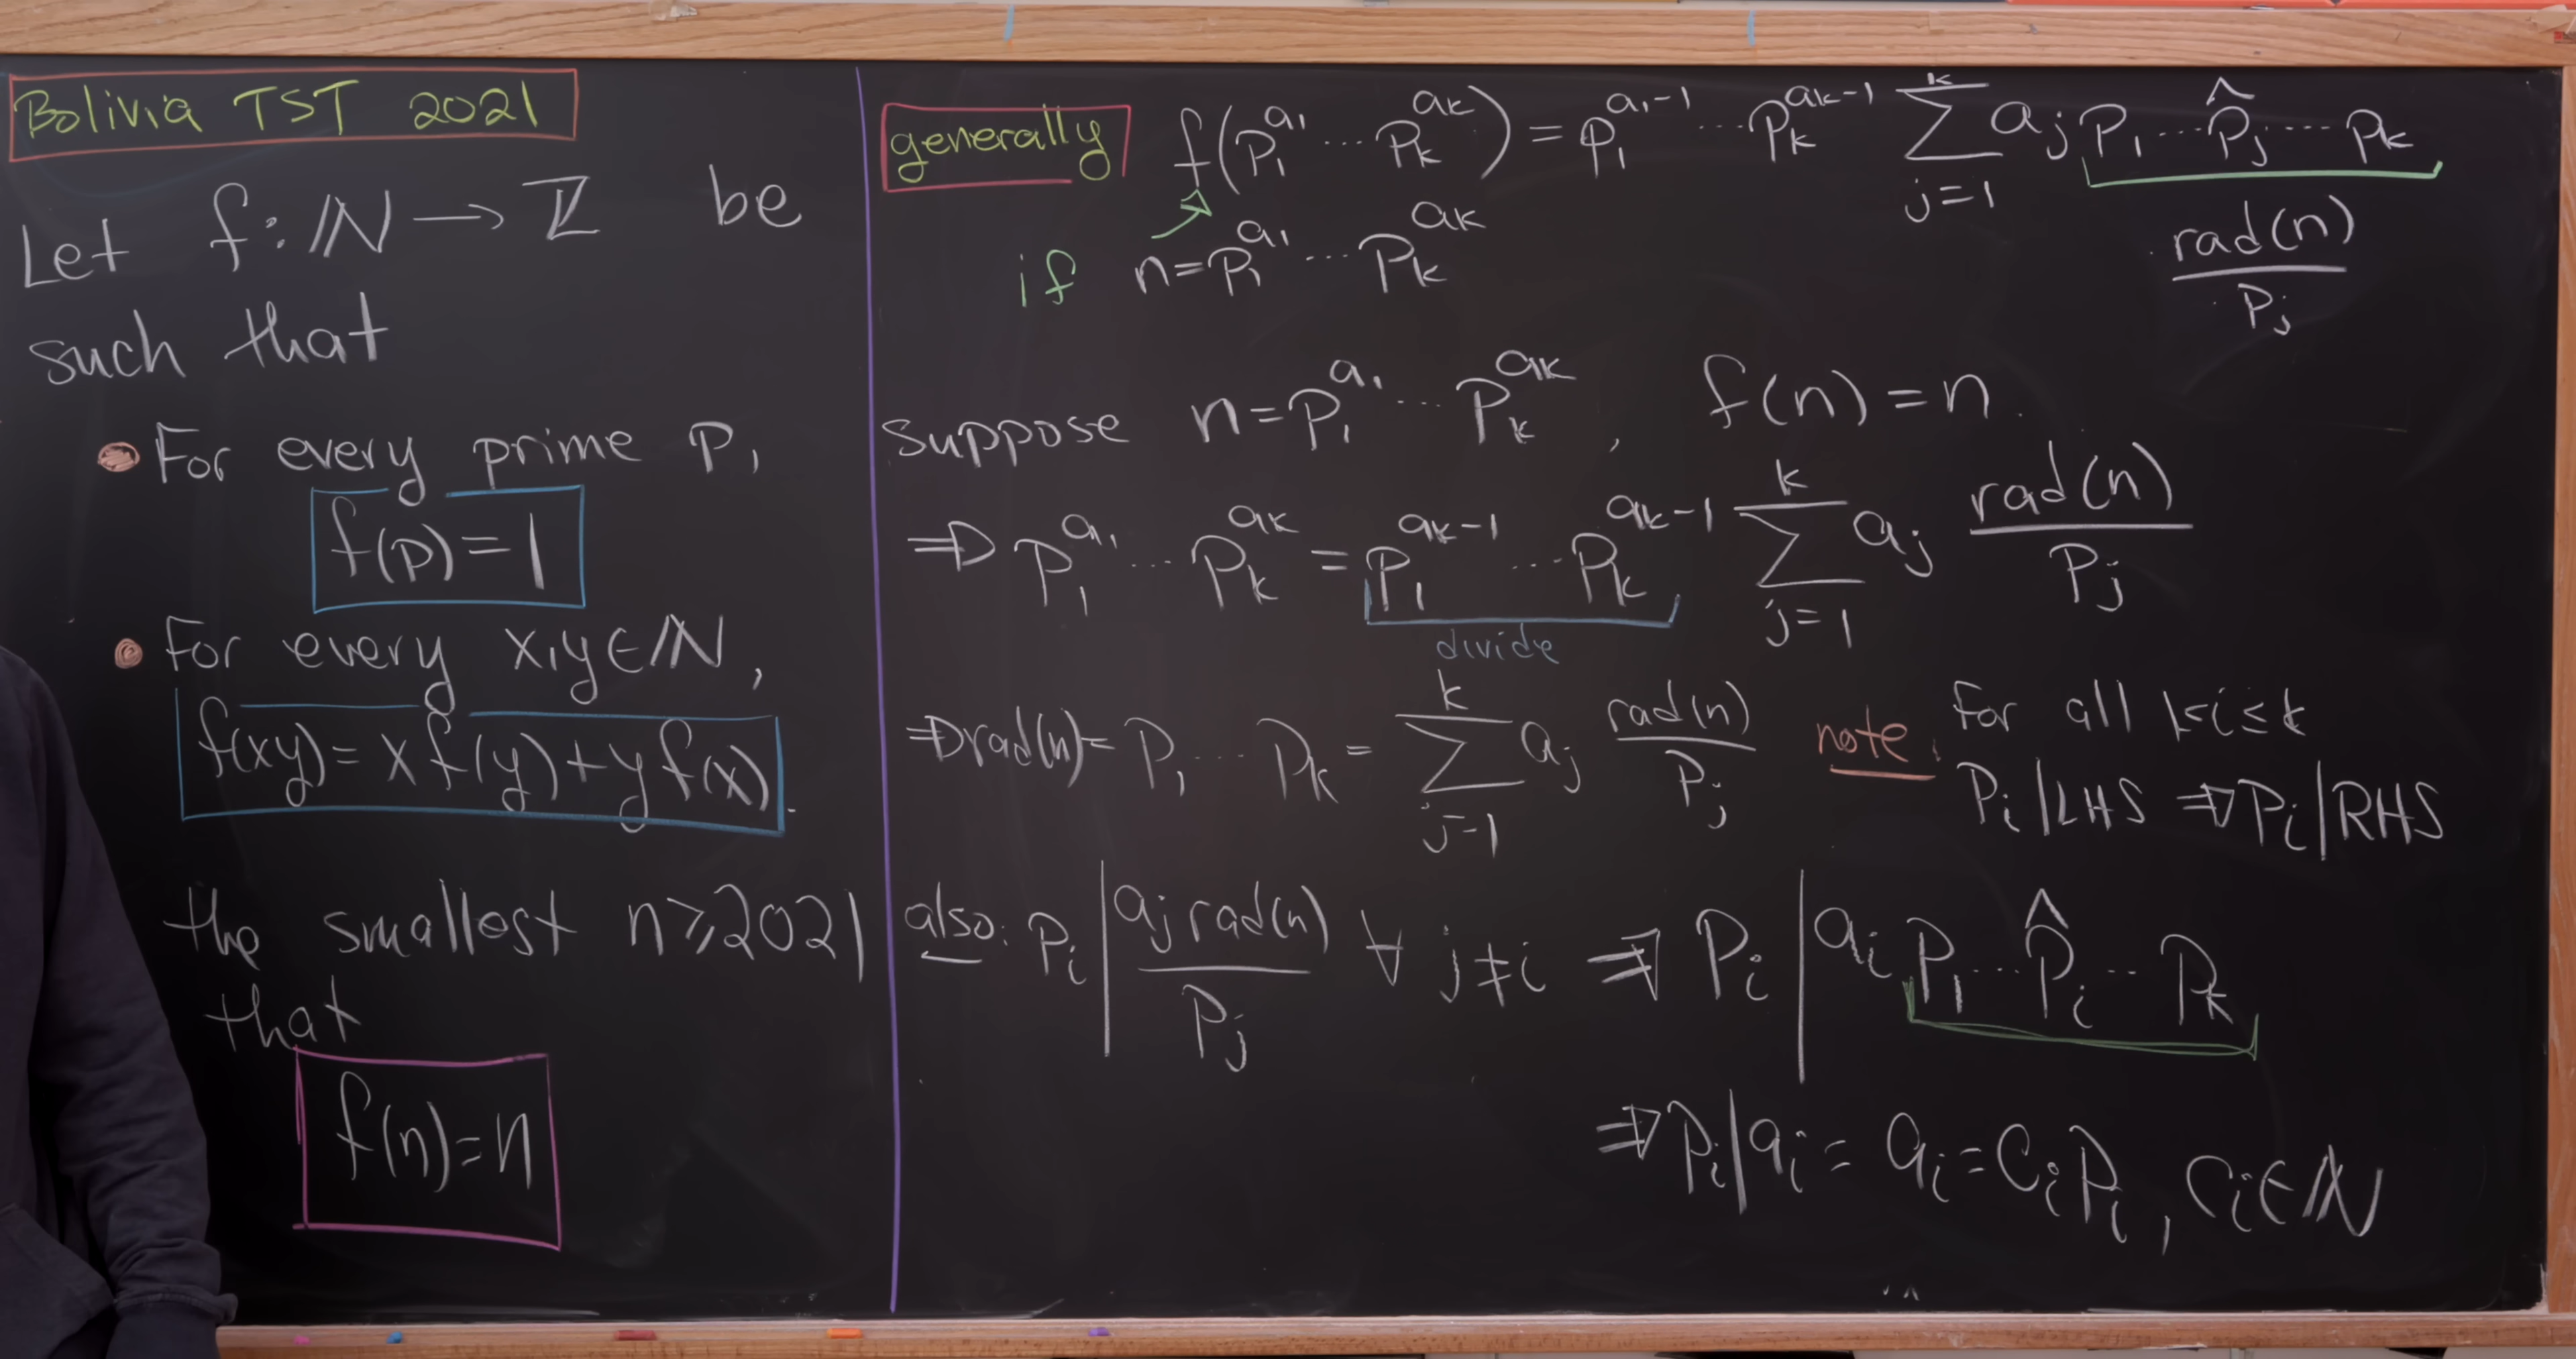 Bolivia TST 2021
Let f: ℕ → ℤ be
such that
• For every prime p,
f(p) = 1
• For every x,y ∈ ℕ,
f(xy) = x f(y) + y f(x).
the smallest n ≥ 2021
that
f(n) = n
generally f(p₁^{a₁} ⋯ p_k^{a_k}) = p₁^{a₁-1} ⋯ p_k^{a_k-1} ∑_{j=1}^{k} a_j p₁ ⋯ p̂_j ⋯ p_k
rad(n)/p_j
if n = p₁^{a₁} ⋯ p_k^{a_k}
suppose n = p₁^{a₁} ⋯ p_k^{a_k}, f(n) = n.
⇒ p₁^{a₁} ⋯ p_k^{a_k} = p₁^{a_k-1} ⋯ p_k^{a_k-1} ∑_{j=1}^{k} a_j rad(n)/p_j
divide
⇒ rad(n) = p₁ ⋯ p_k = ∑_{j=1}^{k} a_j rad(n)/p_j
note: for all 1<i≤k
p_i | LHS ⇒ p_i | RHS
also: p_i | a_j rad(n)/p_j ∀ j ≠ i ⇒ p_i | a_i p₁ ⋯ p̂_i ⋯ p_k
⇒ p_i | a_i = a_i = c_i p_i, c_i ∈ ℕ